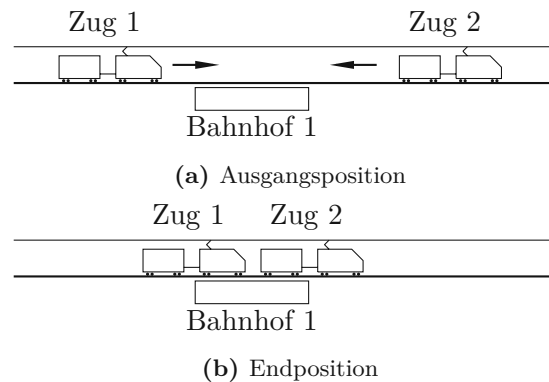 Zug 1 Zug 2
Bahnhof 1
(a) Ausgangsposition
Zug 1 Zug 2
Bahnhof 1
(b) Endposition